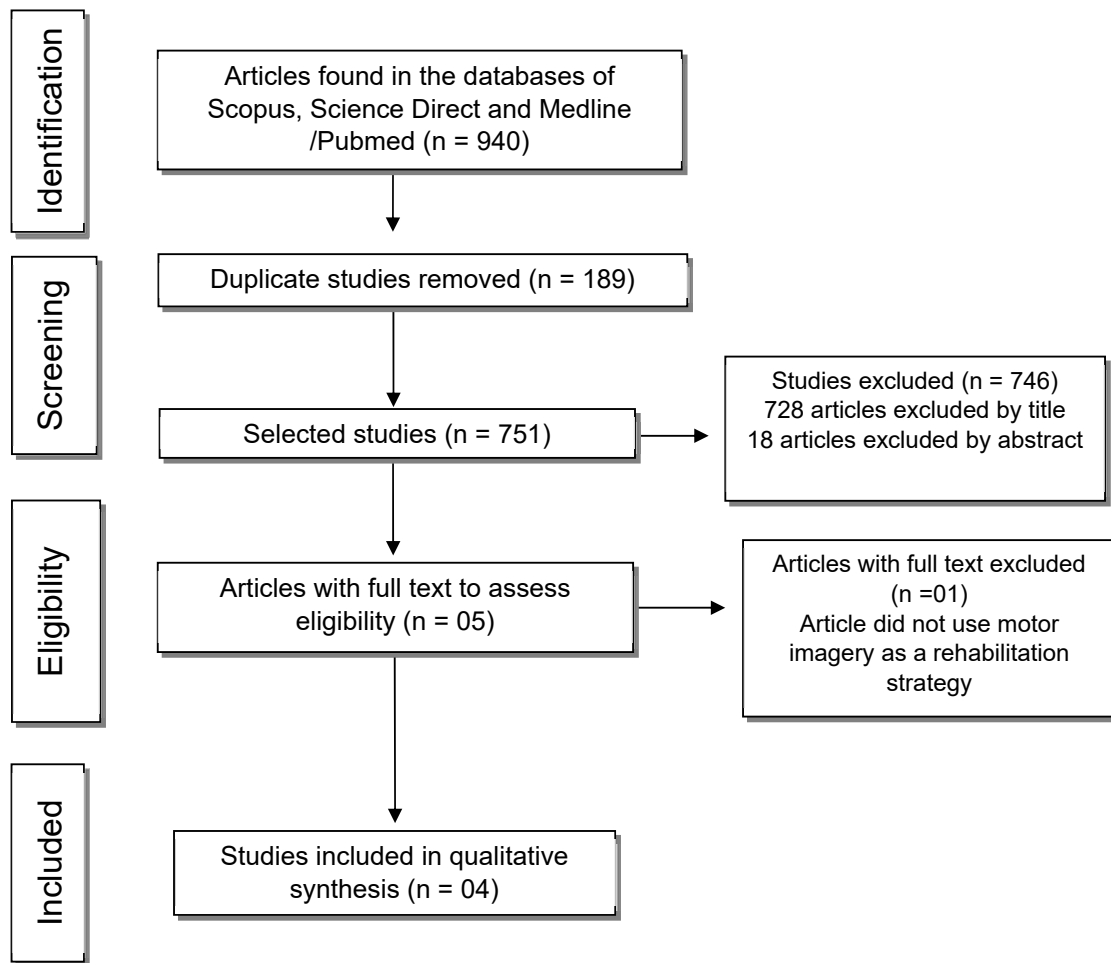 Identification
Articles found in the databases of
Scopus, Science Direct and Medline
/Pubmed (n = 940)
Screening
Duplicate studies removed (n = 189)
Selected studies (n = 751)
Studies excluded (n = 746)
728 articles excluded by title
18 articles excluded by abstract
Eligibility
Articles with full text to assess
eligibility (n = 05)
Articles with full text excluded
(n =01)
Article did not use motor
imagery as a rehabilitation
strategy
Included
Studies included in qualitative
synthesis (n = 04)